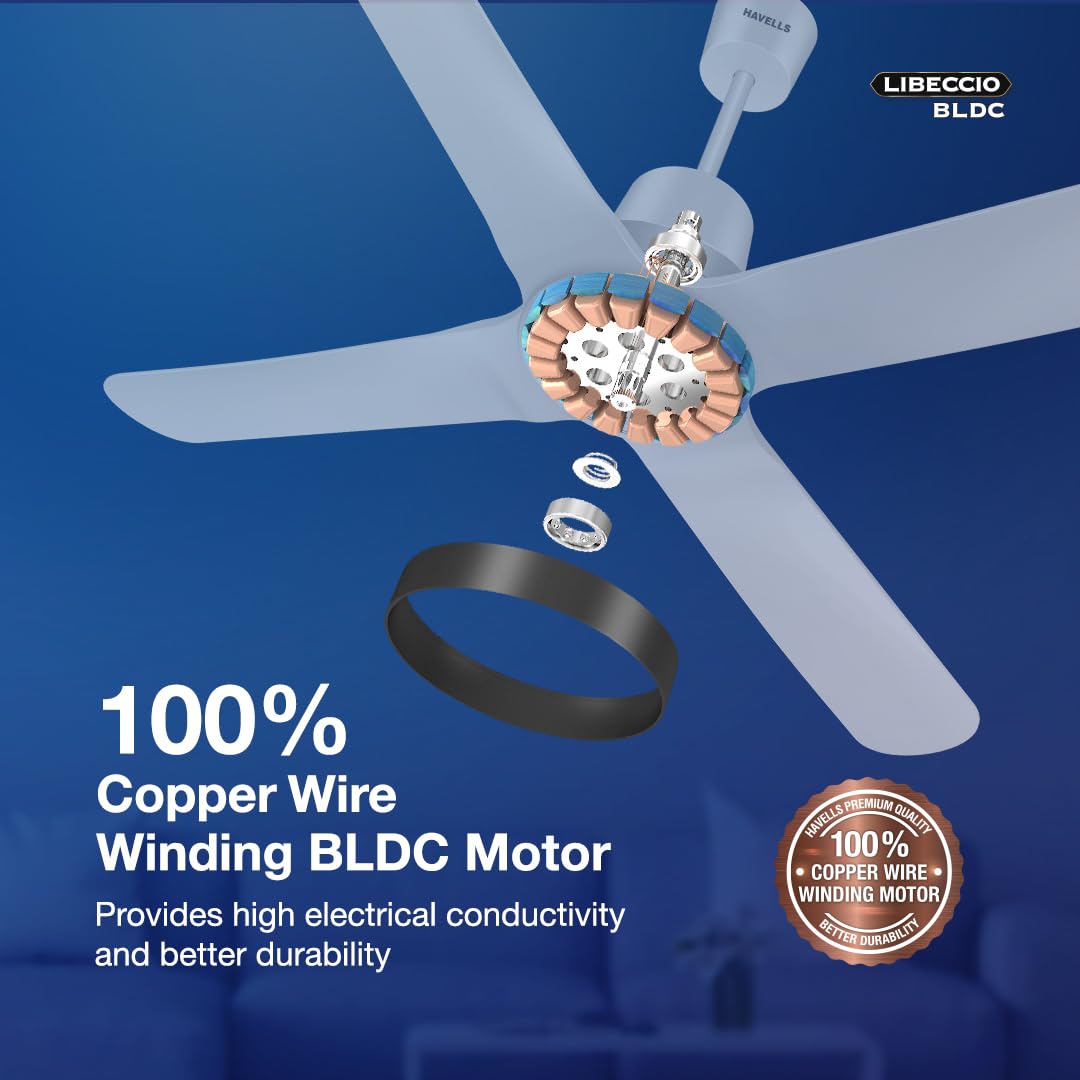 HAVELLS
LIBECCIO
BLDC
100%
Copper Wire
Winding BLDC Motor
Provides high electrical conductivity
and better durability
HAVELLS PREMIUM QUALITY
100%
• COPPER WIRE •
WINDING MOTOR
BETTER DURABILITY